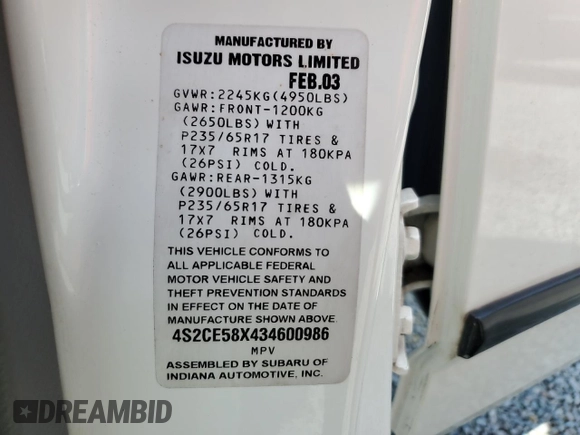 MANUFACTURED BY
ISUZU MOTORS LIMITED
FEB.03
GVWR:2245KG(4950LBS)
GAWR:FRONT-1200KG
(2650LBS) WITH
P235/65R17 TIRES &
17X7 RIMS AT 180KPA
(26PSI) COLD.
GAWR:REAR-1315KG
(2900LBS) WITH
P235/65R17 TIRES &
17X7 RIMS AT 180KPA
(26PSI) COLD.
THIS VEHICLE CONFORMS TO
ALL APPLICABLE FEDERAL
MOTOR VEHICLE SAFETY AND
THEFT PREVENTION STANDARDS
IN EFFECT ON THE DATE OF
MANUFACTURE SHOWN ABOVE.
4S2CE58X434600986
MPV
ASSEMBLED BY SUBARU OF
INDIANA AUTOMOTIVE, INC.
DREAMBID